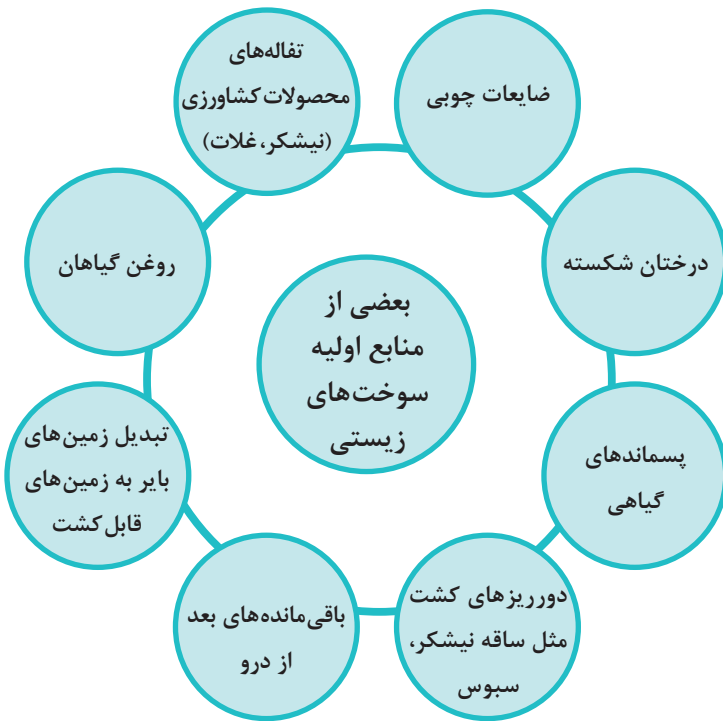 بعضی از
منابع اولیه
سوخت‌های
زیستی
ضایعات چوبی
درختان شکسته
پسماندهای
گیاهی
دورریزهای کشت
مثل ساقه نیشکر،
سبوس
باقی‌مانده‌های بعد
از درو
تبدیل زمین‌های
بایر به زمین‌های
قابل‌کشت
روغن گیاهان
تفاله‌های
محصولات کشاورزی
(نیشکر، غلات)